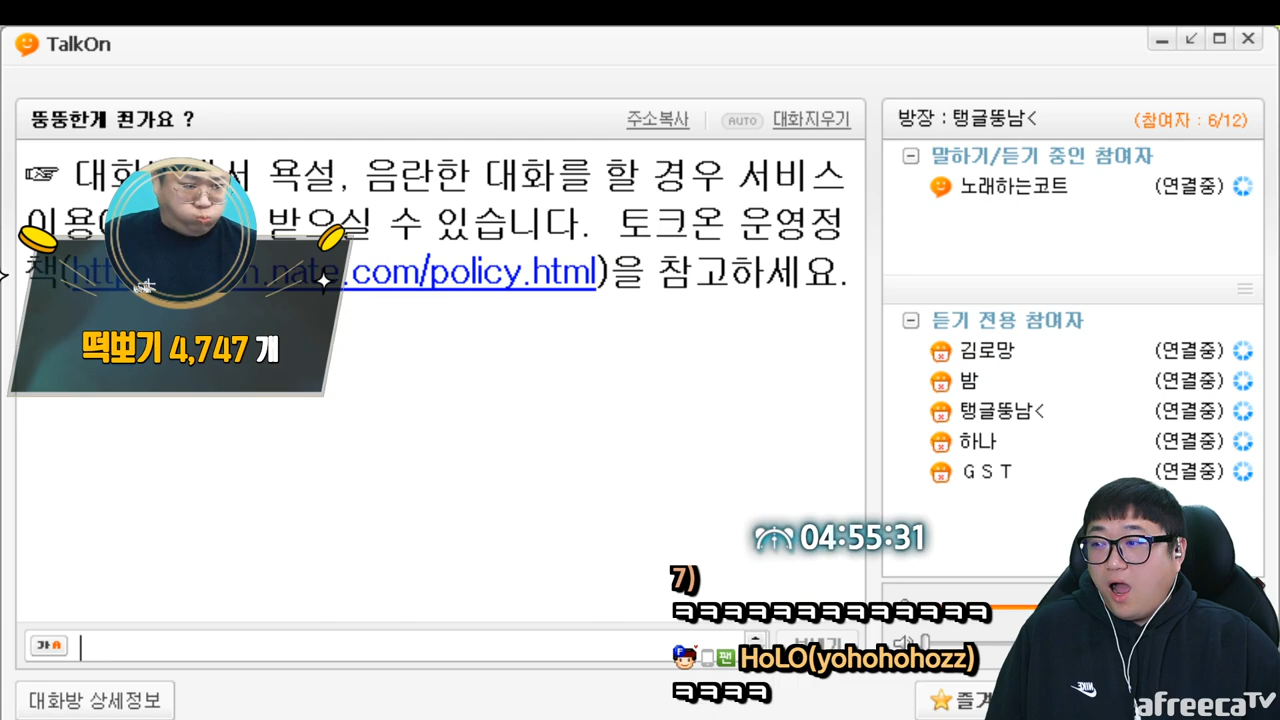 TalkOn
뚱뚱한게 죈가요 ?
주소복사
AUTO
대화지우기
☞ 대화 서 욕설, 음란한 대화를 할 경우 서비스
이용 받으실 수 있습니다. 토크온 운영정
책(htt n.nate.com/policy.html)을 참고하세요.
떡뽀기 4,747 개
방장 : 탱글뚱남<
(참여자 : 6/12)
말하기/듣기 중인 참여자
노래하는코트 (연결중)
듣기 전용 참여자
김로망 (연결중)
밤 (연결중)
탱글뚱남< (연결중)
하나 (연결중)
G S T (연결중)
04:55:31
7)
ㅋㅋㅋㅋㅋㅋㅋㅋㅋㅋㅋㅋㅋ
F 팬 HoLO(yohohohozz)
ㅋㅋㅋㅋ
가
대화방 상세정보
즐겨
NIKE
afreecaTV